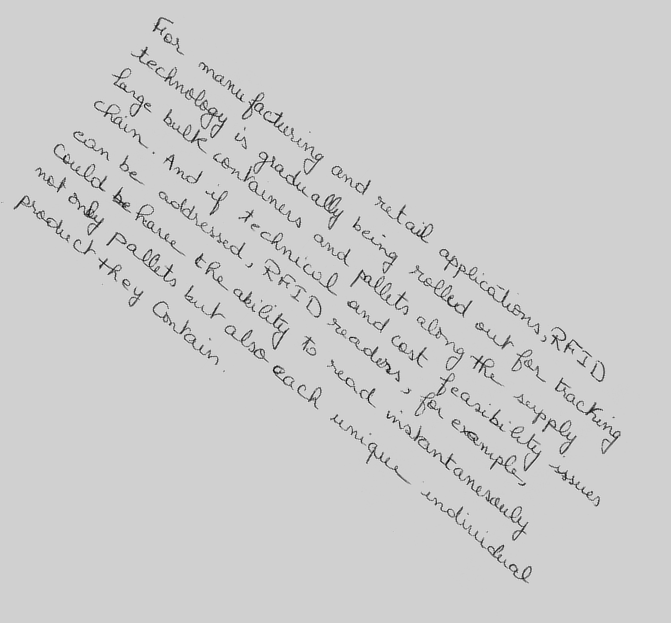 For manufacturing and retail applications, RFID
technology is gradually being rolled out for tracking
large bulk containers and pallets along the supply
chain. And if technical and cost feasibility issues
can be addressed, RFID readers, for example,
could be have the ability to read instantanesouly
not only pallets but also each unique individual
product they contain.